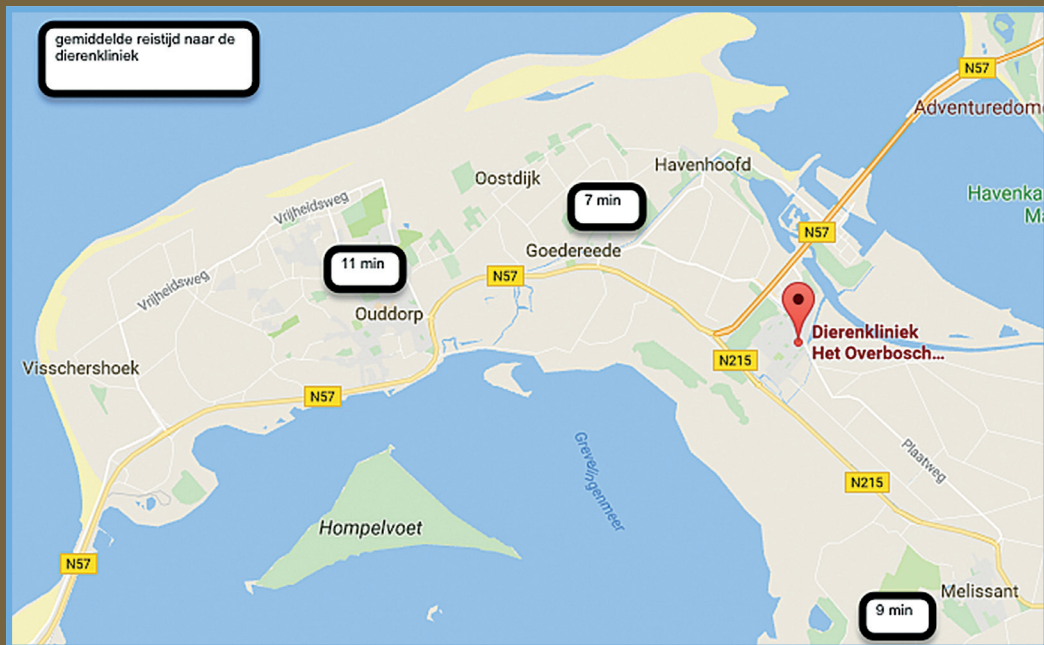 gemiddelde reistijd naar de
dierenkliniek
N57
Adventuredom
Havenhoofd
Oostdijk
Havenka
Ma
7 min
Vrijheidsweg
N57
Goedereede
11 min
N57
Vrijheidsweg
Ouddorp
Dierenkliniek
Het Overbosch...
N215
Visschershoek
N57
Grevelingenmeer
Plaatweg
N215
Hompelvoet
N57
Melissant
9 min